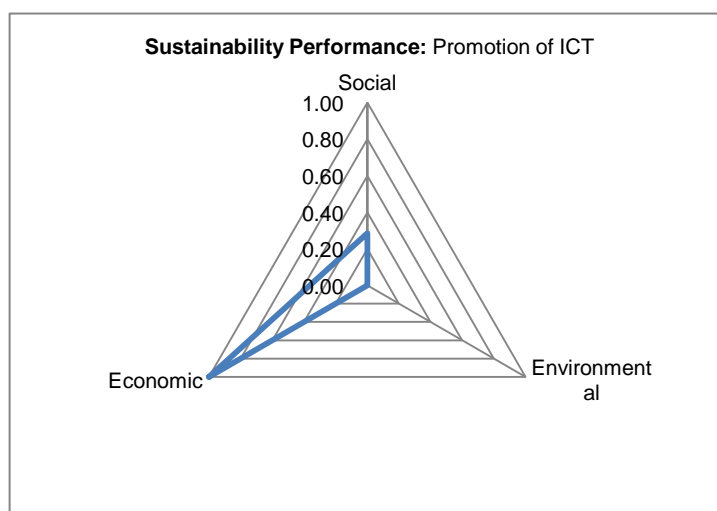 Sustainability Performance: Promotion of ICT
Social
1.00
0.80
0.60
0.40
0.20
0.00
Economic
Environment
al